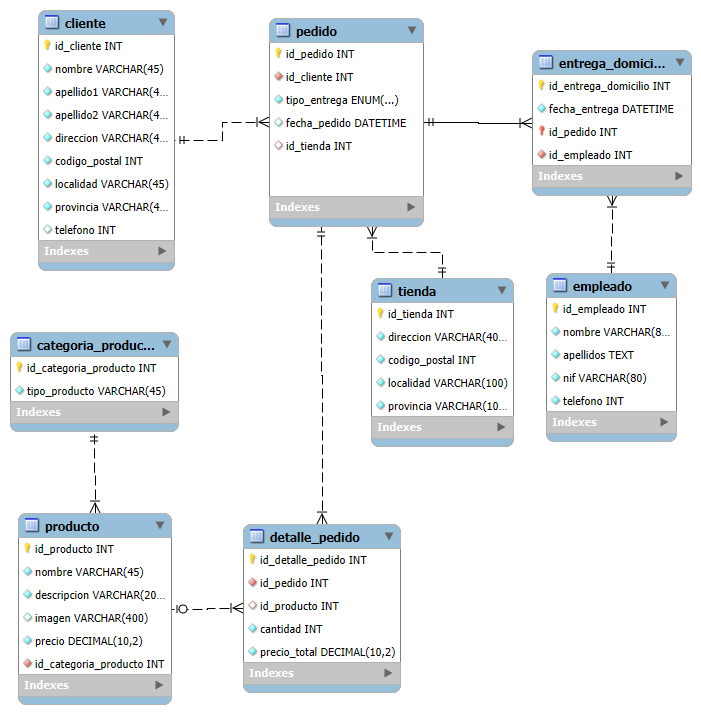 cliente
id_cliente INT
nombre VARCHAR(45)
apellido1 VARCHAR(4...
apellido2 VARCHAR(4...
direccion VARCHAR(4...
codigo_postal INT
localidad VARCHAR(45)
provincia VARCHAR(4...
telefono INT
Indexes
pedido
id_pedido INT
id_cliente INT
tipo_entrega ENUM(...)
fecha_pedido DATETIME
id_tienda INT
Indexes
entrega_domici...
id_entrega_domicilio INT
fecha_entrega DATETIME
id_pedido INT
id_empleado INT
Indexes
tienda
id_tienda INT
direccion VARCHAR(40...
codigo_postal INT
localidad VARCHAR(100)
provincia VARCHAR(10...
Indexes
empleado
id_empleado INT
nombre VARCHAR(8...
apellidos TEXT
nif VARCHAR(80)
telefono INT
Indexes
categoria_produc...
id_categoria_producto INT
tipo_producto VARCHAR(45)
Indexes
producto
id_producto INT
nombre VARCHAR(45)
descripcion VARCHAR(20...
imagen VARCHAR(400)
precio DECIMAL(10,2)
id_categoria_producto INT
Indexes
detalle_pedido
id_detalle_pedido INT
id_pedido INT
id_producto INT
cantidad INT
precio_total DECIMAL(10,2)
Indexes